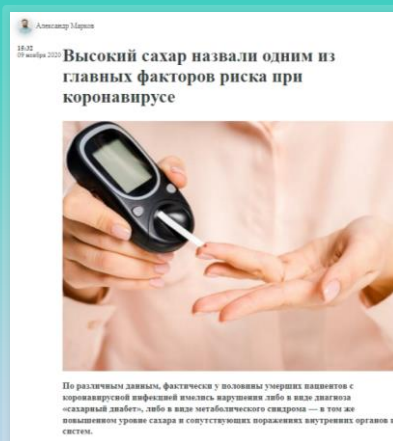 Александр Марков
15:32
09 ноября 2020
Высокий сахар назвали одним из
главных факторов риска при
коронавирусе
По различным данным, фактически у половины умерших пациентов с
коронавирусной инфекцией имелись нарушения либо в виде диагноза
«сахарный диабет», либо в виде метаболического синдрома — в том же
повышенном уровне сахара и сопутствующих поражениях внутренних органов и
систем.